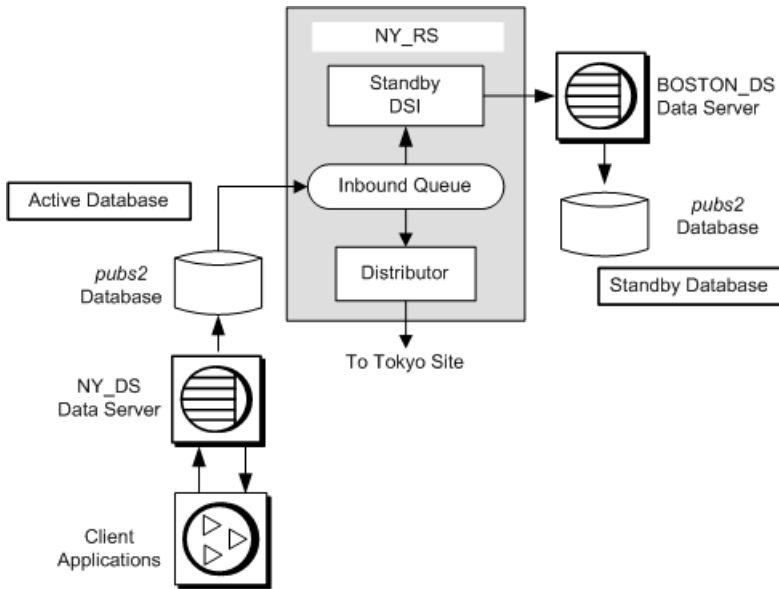 NY_RS
Standby
DSI
BOSTON_DS
Data Server
Inbound Queue
Active Database
pubs2
Database
pubs2
Database
Distributor
Standby Database
To Tokyo Site
NY_DS
Data Server
Client
Applications